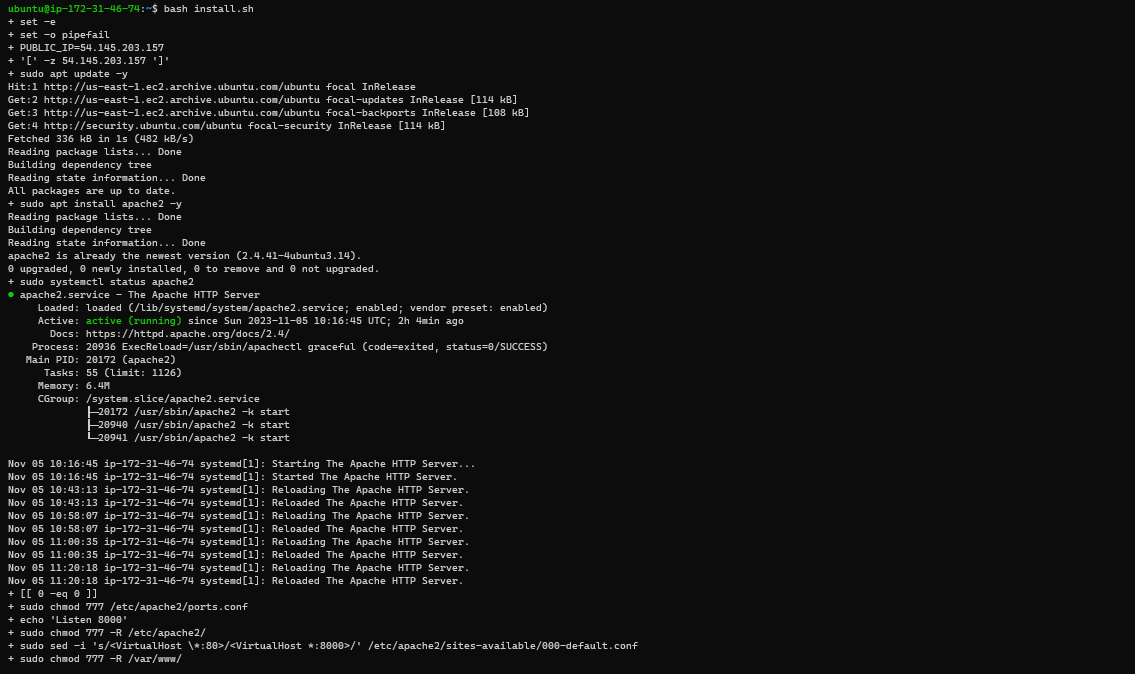 ubuntu@ip-172-31-46-74:~$ bash install.sh
+ set -e
+ set -o pipefail
+ PUBLIC_IP=54.145.203.157
+ '[' -z 54.145.203.157 ']'
+ sudo apt update -y
Hit:1 http://us-east-1.ec2.archive.ubuntu.com/ubuntu focal InRelease
Get:2 http://us-east-1.ec2.archive.ubuntu.com/ubuntu focal-updates InRelease [114 kB]
Get:3 http://us-east-1.ec2.archive.ubuntu.com/ubuntu focal-backports InRelease [108 kB]
Get:4 http://security.ubuntu.com/ubuntu focal-security InRelease [114 kB]
Fetched 336 kB in 1s (482 kB/s)
Reading package lists... Done
Building dependency tree
Reading state information... Done
All packages are up to date.
+ sudo apt install apache2 -y
Reading package lists... Done
Building dependency tree
Reading state information... Done
apache2 is already the newest version (2.4.41-4ubuntu3.14).
0 upgraded, 0 newly installed, 0 to remove and 0 not upgraded.
+ sudo systemctl status apache2
● apache2.service - The Apache HTTP Server
     Loaded: loaded (/lib/systemd/system/apache2.service; enabled; vendor preset: enabled)
     Active: active (running) since Sun 2023-11-05 10:16:45 UTC; 2h 4min ago
       Docs: https://httpd.apache.org/docs/2.4/
    Process: 20936 ExecReload=/usr/sbin/apachectl graceful (code=exited, status=0/SUCCESS)
   Main PID: 20172 (apache2)
      Tasks: 55 (limit: 1126)
     Memory: 6.4M
     CGroup: /system.slice/apache2.service
             ├─20172 /usr/sbin/apache2 -k start
             ├─20940 /usr/sbin/apache2 -k start
             └─20941 /usr/sbin/apache2 -k start

Nov 05 10:16:45 ip-172-31-46-74 systemd[1]: Starting The Apache HTTP Server...
Nov 05 10:16:45 ip-172-31-46-74 systemd[1]: Started The Apache HTTP Server.
Nov 05 10:43:13 ip-172-31-46-74 systemd[1]: Reloading The Apache HTTP Server.
Nov 05 10:43:13 ip-172-31-46-74 systemd[1]: Reloaded The Apache HTTP Server.
Nov 05 10:58:07 ip-172-31-46-74 systemd[1]: Reloading The Apache HTTP Server.
Nov 05 10:58:07 ip-172-31-46-74 systemd[1]: Reloaded The Apache HTTP Server.
Nov 05 11:00:35 ip-172-31-46-74 systemd[1]: Reloading The Apache HTTP Server.
Nov 05 11:00:35 ip-172-31-46-74 systemd[1]: Reloaded The Apache HTTP Server.
Nov 05 11:20:18 ip-172-31-46-74 systemd[1]: Reloading The Apache HTTP Server.
Nov 05 11:20:18 ip-172-31-46-74 systemd[1]: Reloaded The Apache HTTP Server.
+ [[ 0 -eq 0 ]]
+ sudo chmod 777 /etc/apache2/ports.conf
+ echo 'Listen 8000'
+ sudo chmod 777 -R /etc/apache2/
+ sudo sed -i 's/<VirtualHost \*:80>/<VirtualHost *:8000>/' /etc/apache2/sites-available/000-default.conf
+ sudo chmod 777 -R /var/www/